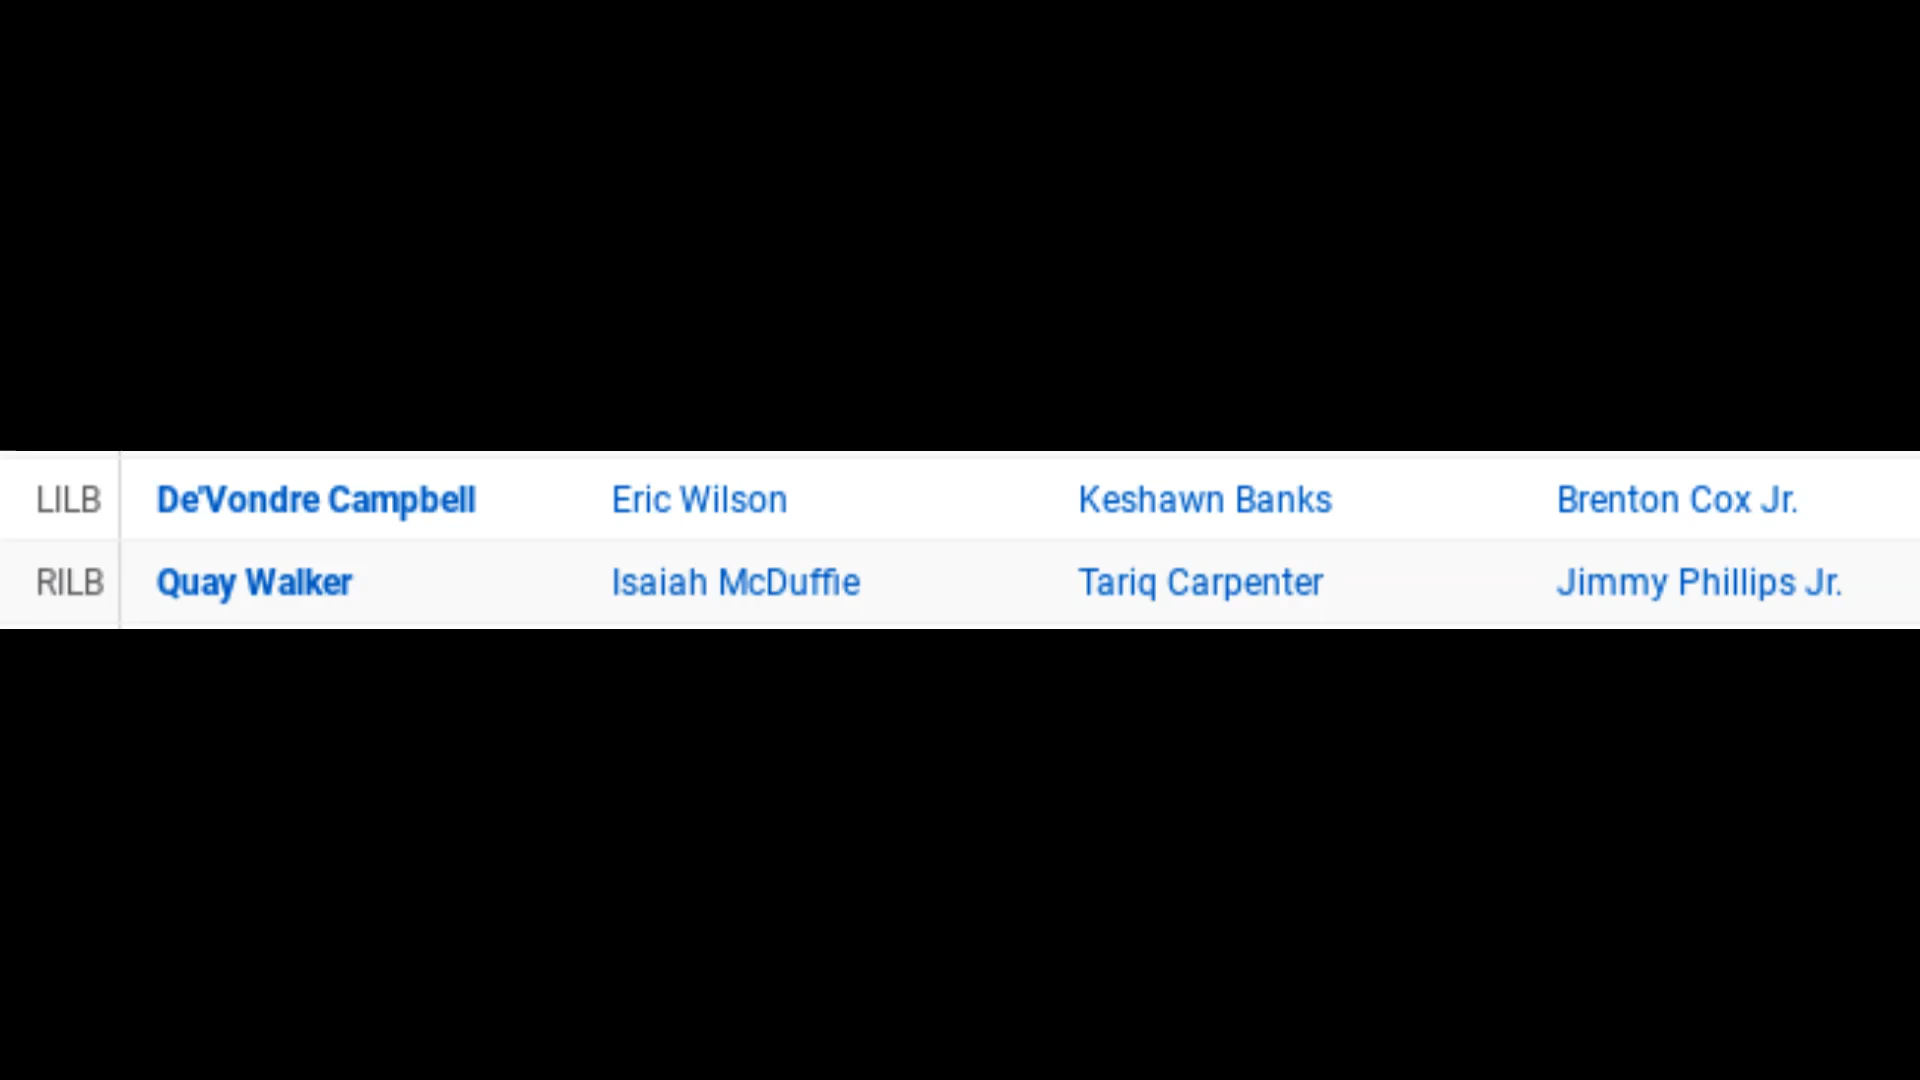 LILB De'Vondre Campbell Eric Wilson Keshawn Banks Brenton Cox Jr.
RILB Quay Walker Isaiah McDuffie Tariq Carpenter Jimmy Phillips Jr.